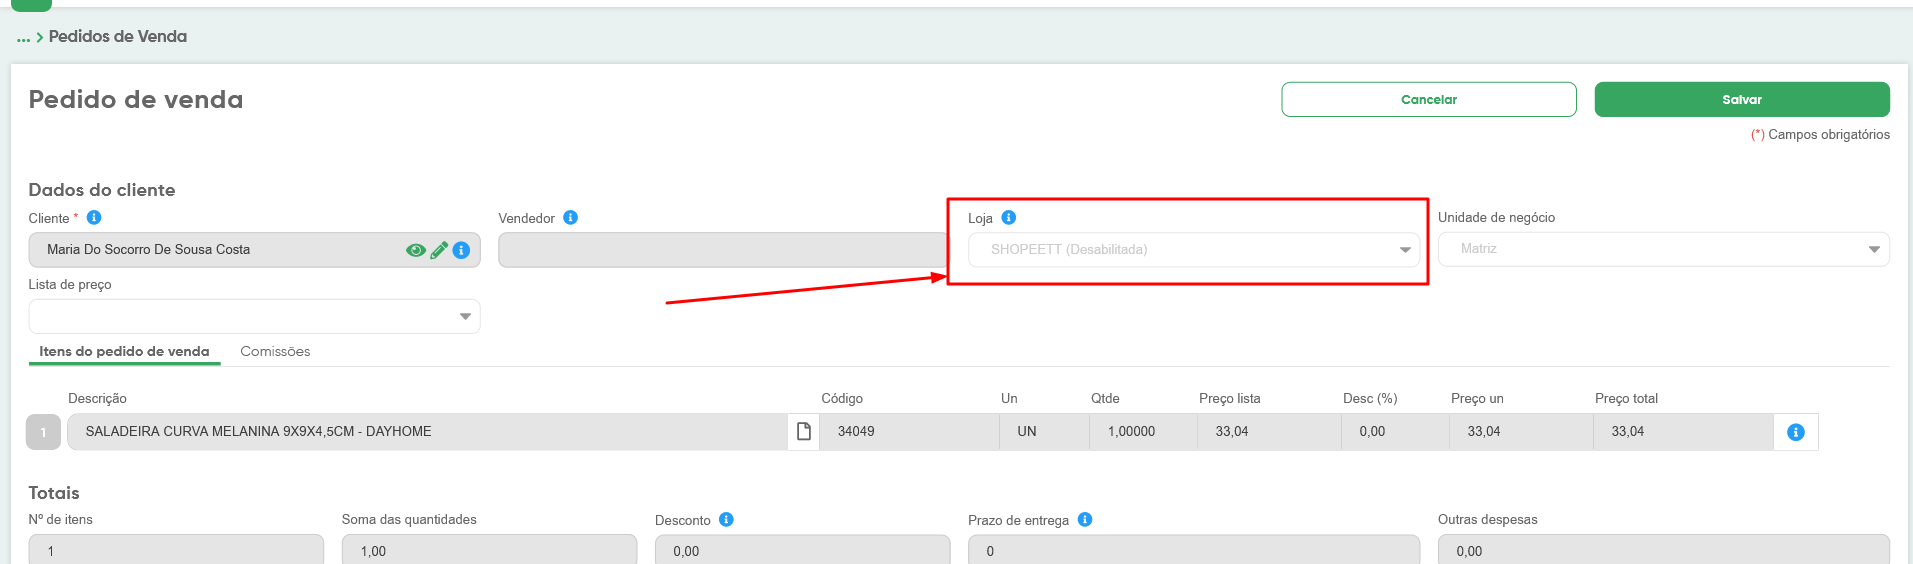 ... > Pedidos de Venda
Pedido de venda
Cancelar
Salvar
(*) Campos obrigatórios
Dados do cliente
Cliente *
Vendedor
Loja
Unidade de negócio
Maria Do Socorro De Sousa Costa
SHOPEETT (Desabilitada)
Matriz
Lista de preço
Itens do pedido de venda
Comissões
Descrição Código Un Qtde Preço lista Desc (%) Preço un Preço total
1 SALADEIRA CURVA MELANINA 9X9X4,5CM - DAYHOME 34049 UN 1,00000 33,04 0,00 33,04 33,04
Totais
Nº de itens
Soma das quantidades
Desconto
Prazo de entrega
Outras despesas
1
1,00
0,00
0
0,00